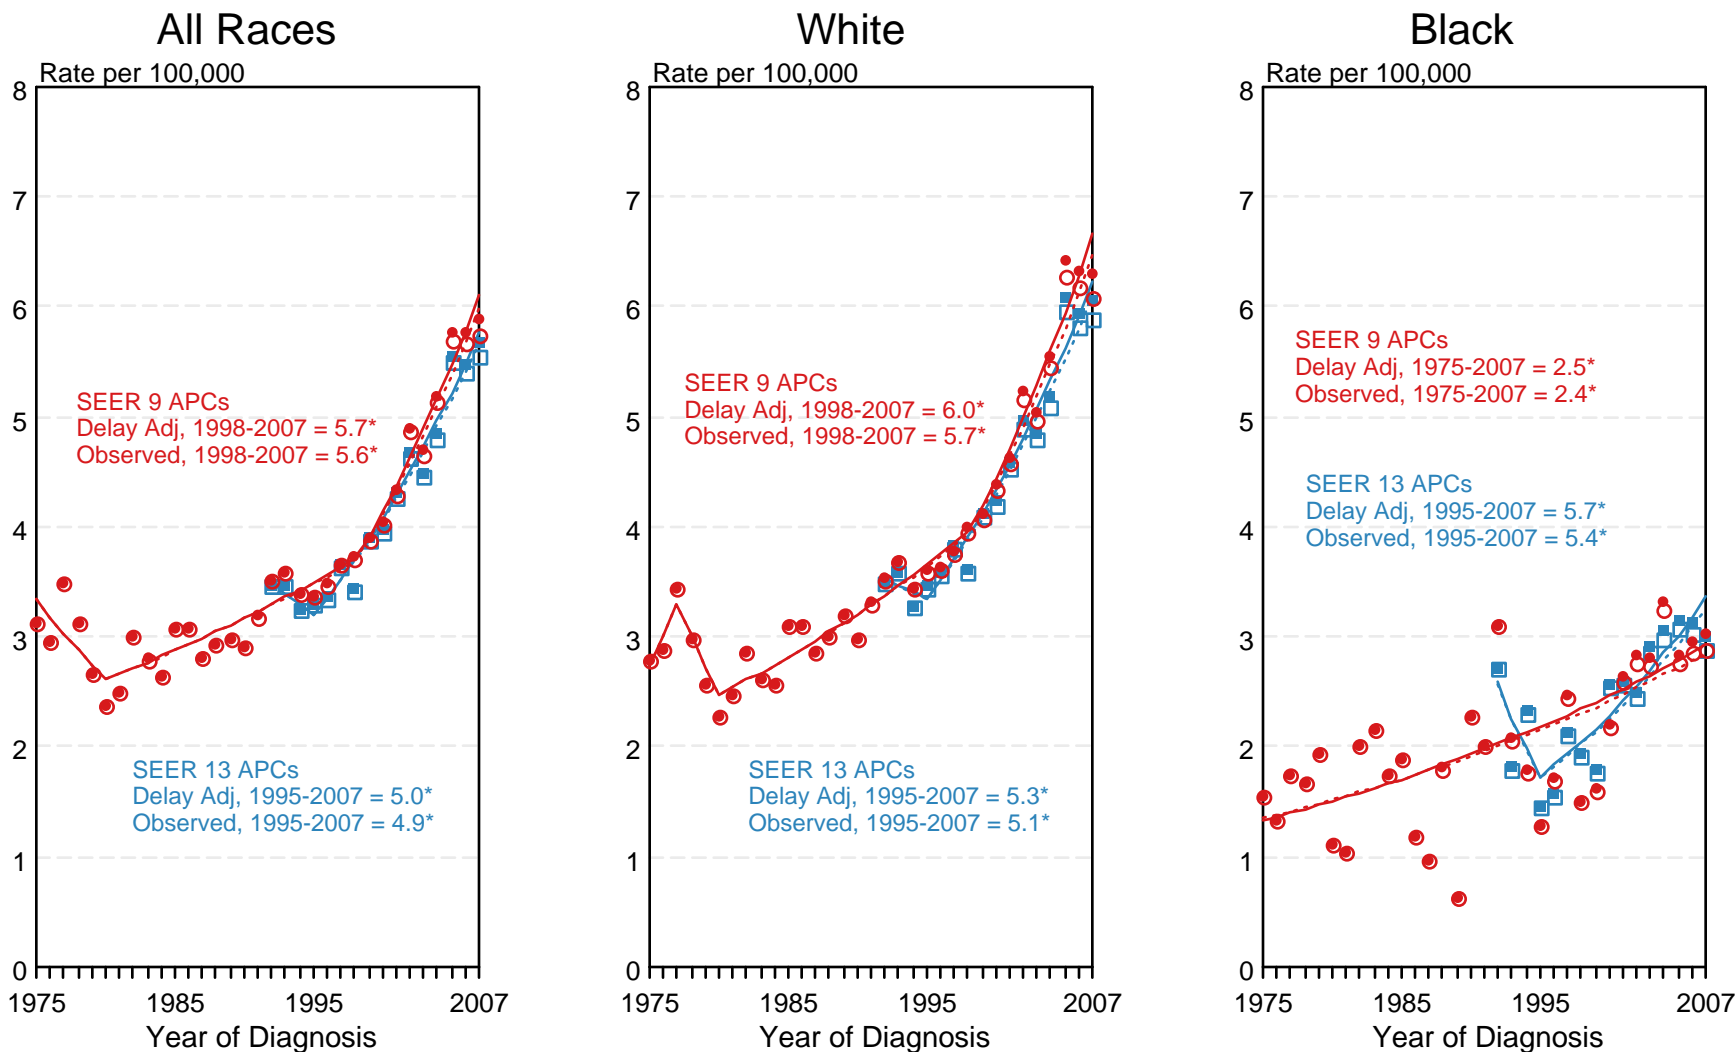 All Races
Rate per 100,000
8
7
6
5
4
3
2
1
0
SEER 9 APCs
Delay Adj, 1998-2007 = 5.7*
Observed, 1998-2007 = 5.6*
SEER 13 APCs
Delay Adj, 1995-2007 = 5.0*
Observed, 1995-2007 = 4.9*
1975 1985 1995 2007
Year of Diagnosis
White
Rate per 100,000
8
7
6
5
4
3
2
1
0
SEER 9 APCs
Delay Adj, 1998-2007 = 6.0*
Observed, 1998-2007 = 5.7*
SEER 13 APCs
Delay Adj, 1995-2007 = 5.3*
Observed, 1995-2007 = 5.1*
1975 1985 1995 2007
Year of Diagnosis
Black
Rate per 100,000
8
7
6
5
4
3
2
1
0
SEER 9 APCs
Delay Adj, 1975-2007 = 2.5*
Observed, 1975-2007 = 2.4*
SEER 13 APCs
Delay Adj, 1995-2007 = 5.7*
Observed, 1995-2007 = 5.4*
1975 1985 1995 2007
Year of Diagnosis